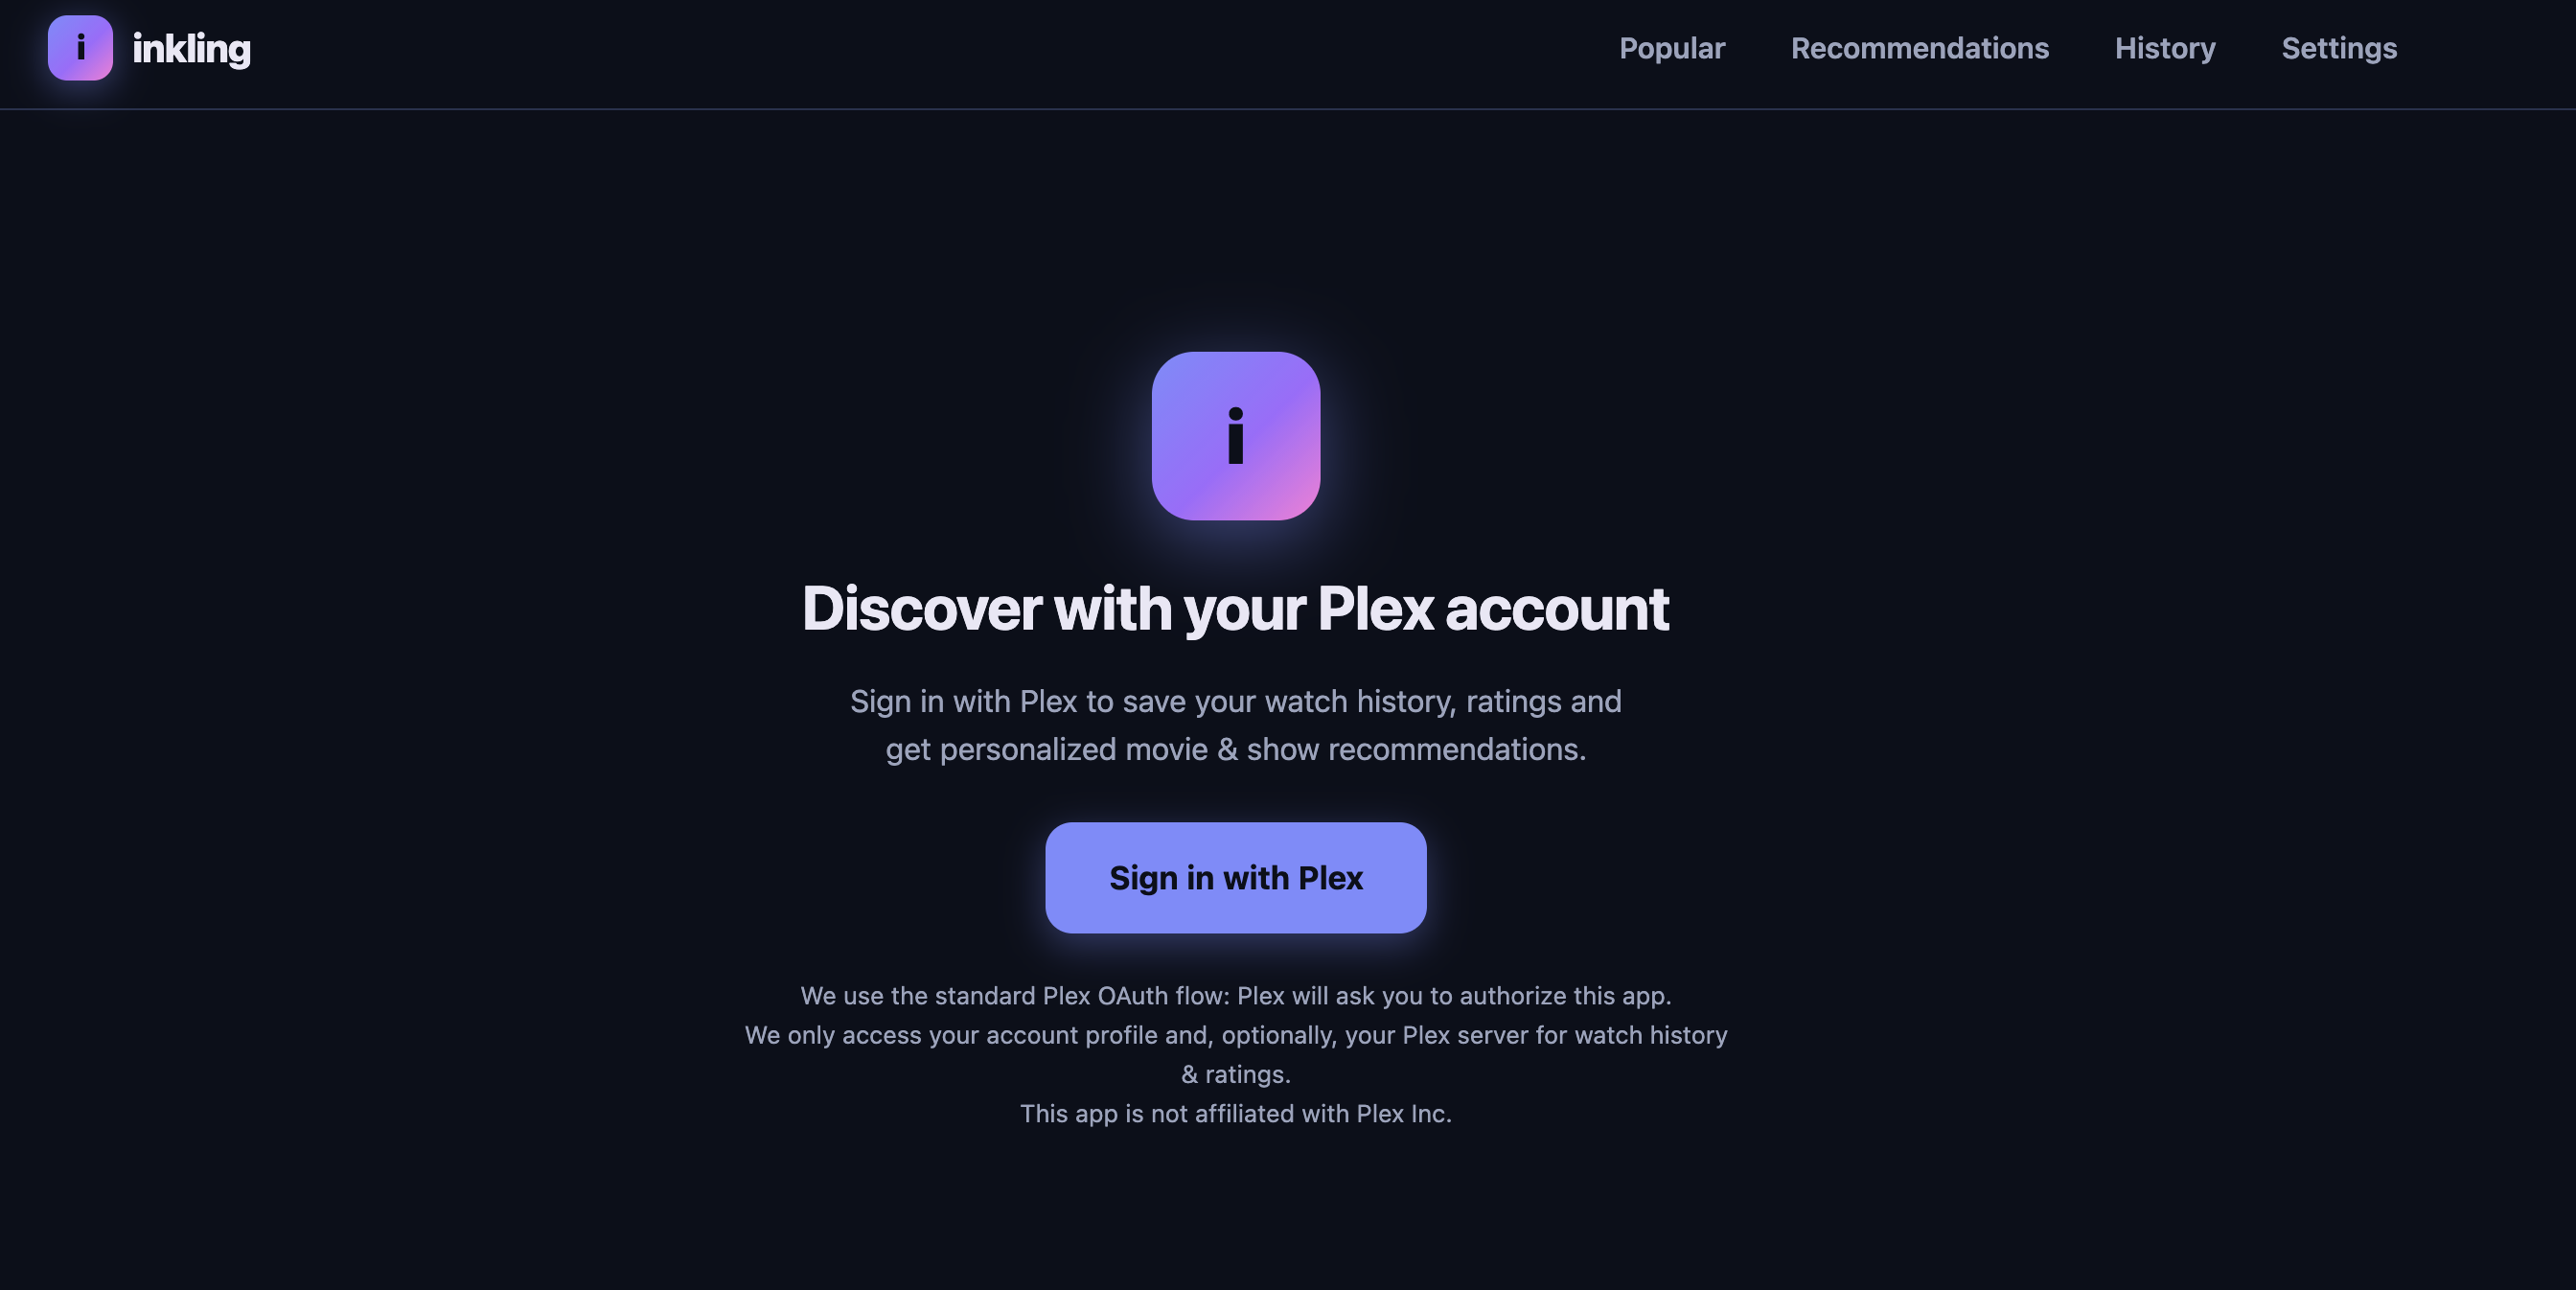 i inkling Popular Recommendations History Settings
i
Discover with your Plex account
Sign in with Plex to save your watch history, ratings and
get personalized movie & show recommendations.
Sign in with Plex
We use the standard Plex OAuth flow: Plex will ask you to authorize this app.
We only access your account profile and, optionally, your Plex server for watch history
& ratings.
This app is not affiliated with Plex Inc.